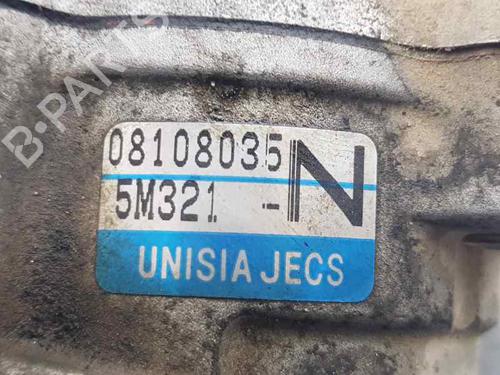 B-PARTS
08108035
5M321 - N
UNISIA JECS